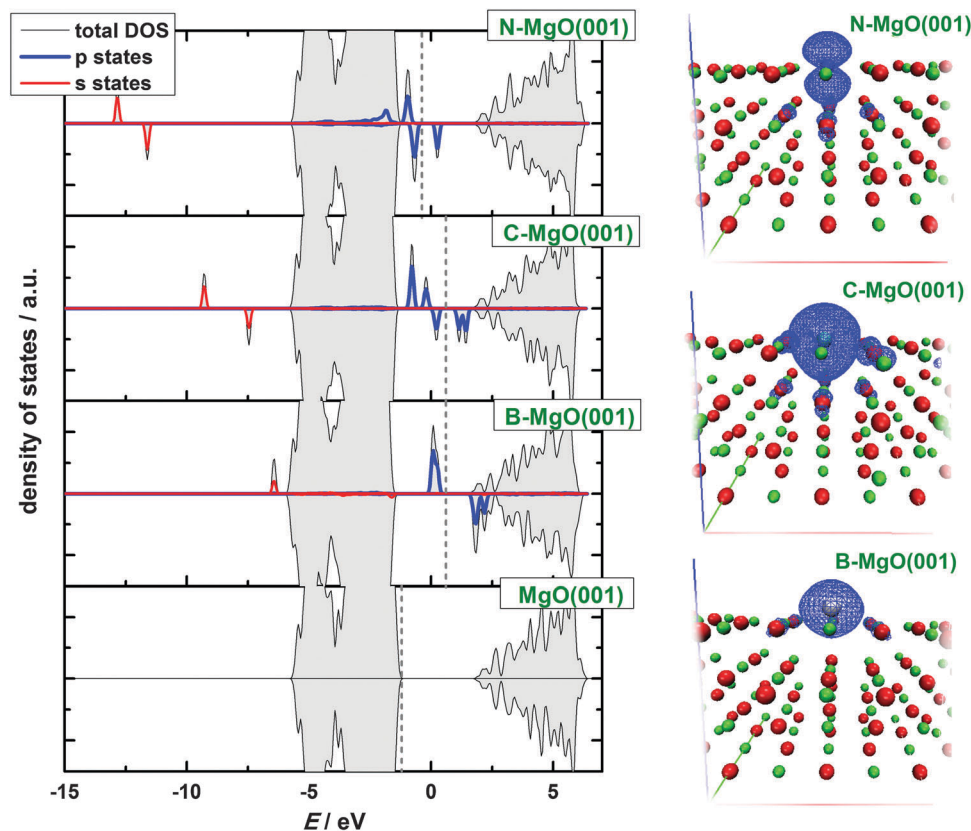 total DOS
p states
s states
N-MgO(001)
C-MgO(001)
B-MgO(001)
MgO(001)
density of states / a.u.
-15
-10
-5
0
5
E / eV
N-MgO(001)
C-MgO(001)
B-MgO(001)